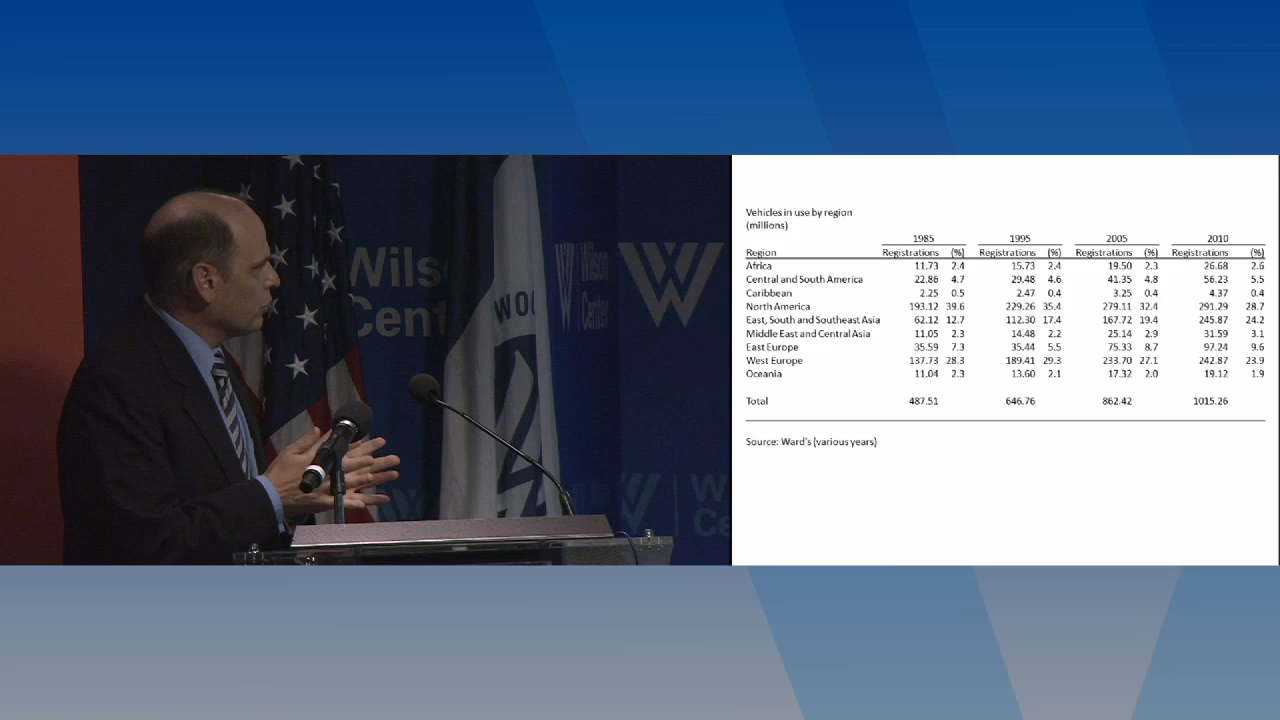 Wilson
Center
Wilson
Center
WOO
W
Ce
Vehicles in use by region
(millions)
1985 1995 2005 2010
Region Registrations (%) Registrations (%) Registrations (%) Registrations (%)
Africa 11.73 2.4 15.73 2.4 19.50 2.3 26.68 2.6
Central and South America 22.86 4.7 29.48 4.6 41.35 4.8 56.23 5.5
Caribbean 2.25 0.5 2.47 0.4 3.25 0.4 4.37 0.4
North America 193.12 39.6 229.26 35.4 279.11 32.4 291.29 28.7
East, South and Southeast Asia 62.12 12.7 112.30 17.4 167.72 19.4 245.87 24.2
Middle East and Central Asia 11.05 2.3 14.48 2.2 25.14 2.9 31.59 3.1
East Europe 35.59 7.3 35.44 5.5 75.33 8.7 97.24 9.6
West Europe 137.73 28.3 189.41 29.3 233.70 27.1 242.87 23.9
Oceania 11.04 2.3 13.60 2.1 17.32 2.0 19.12 1.9
Total 487.51 646.76 862.42 1015.26
Source: Ward's (various years)